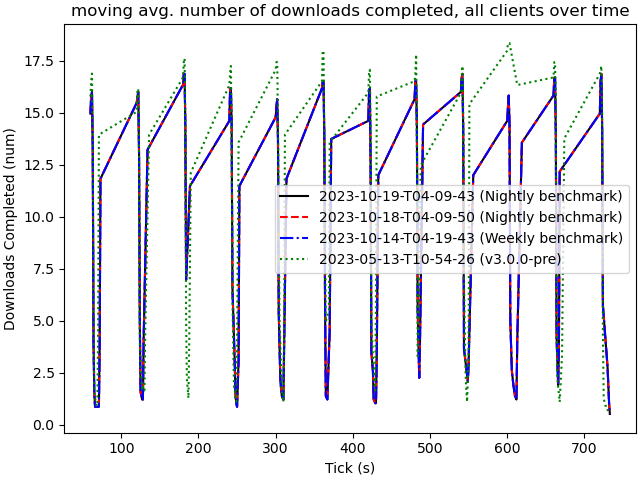 moving avg. number of downloads completed, all clients over time
Downloads Completed (num)
17.5
15.0
12.5
10.0
7.5
5.0
2.5
0.0
2023-10-19-T04-09-43 (Nightly benchmark)
2023-10-18-T04-09-50 (Nightly benchmark)
2023-10-14-T04-19-43 (Weekly benchmark)
2023-05-13-T10-54-26 (v3.0.0-pre)
100 200 300 400 500 600 700
Tick (s)